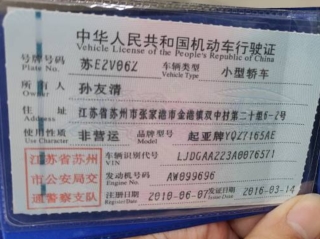 中华人民共和国机动车行驶证
Vehicle License of the People's Republic of China
号牌号码 苏E2V06Z 车辆类型 小型轿车
Plate No. Vehicle Type
所有人 孙友清
Owner
住址 江苏省苏州市张家港市金港镇双中村第二十组6-2号
Address
使用性质 非营运 品牌型号 起亚牌YQZ7165AE
Use Character Model
江苏省苏州市公安局交通警察支队
车辆识别代号 LJDGAA223A0076571
VIN
发动机号码 AW099696
Engine No.
注册日期 2010-06-07 发证日期 2016-03-14
Register Date Issue Date